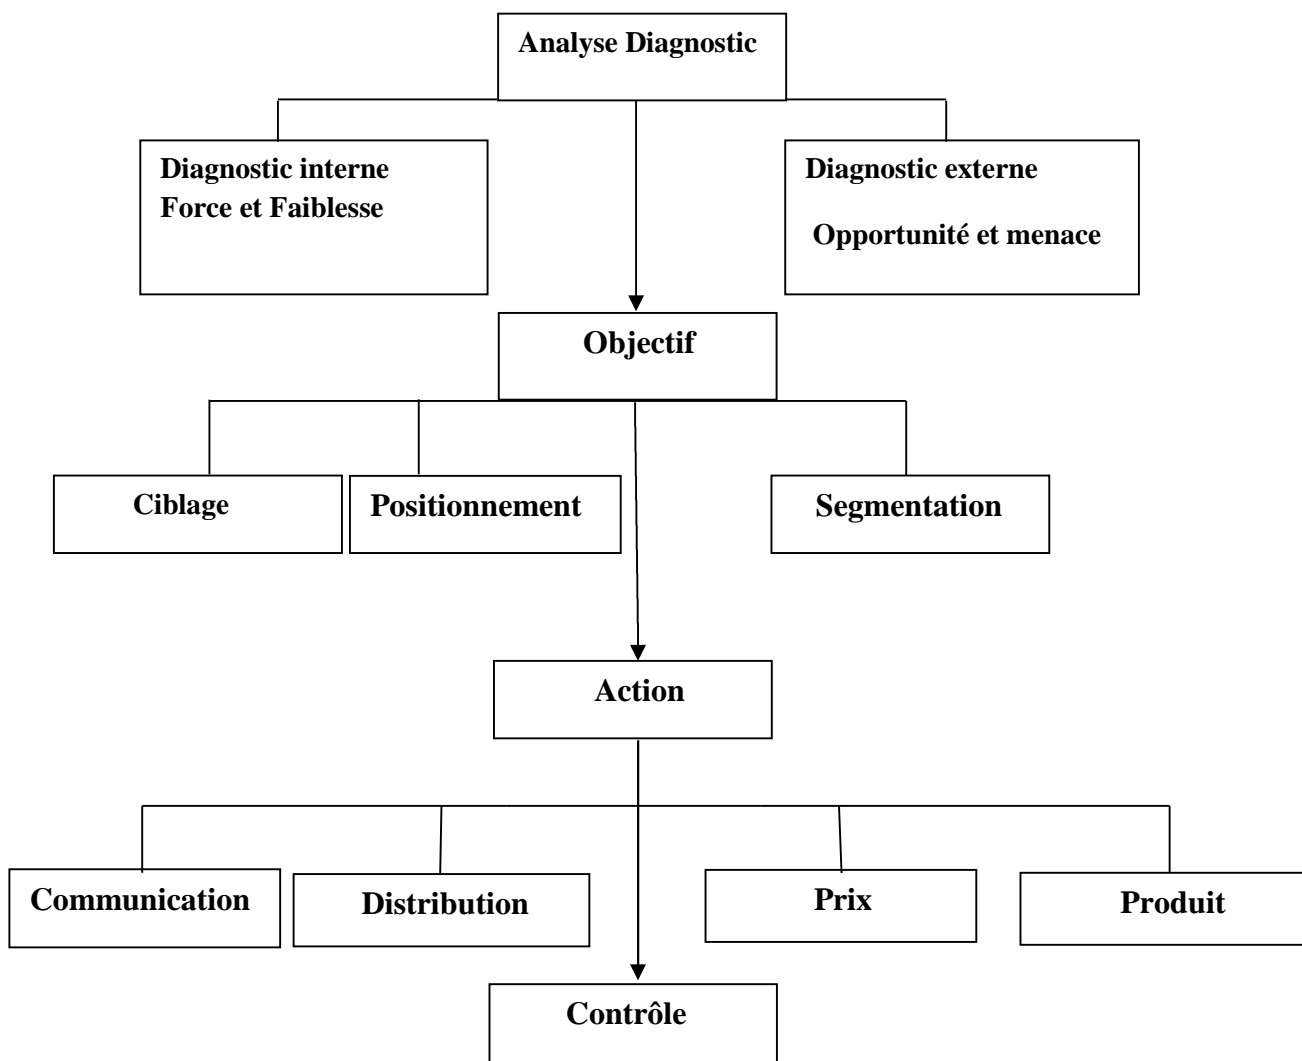 Analyse Diagnostic
Diagnostic interne
Force et Faiblesse
Diagnostic externe
Opportunité et menace
Objectif
Ciblage
Positionnement
Segmentation
Action
Communication
Distribution
Prix
Produit
Contrôle